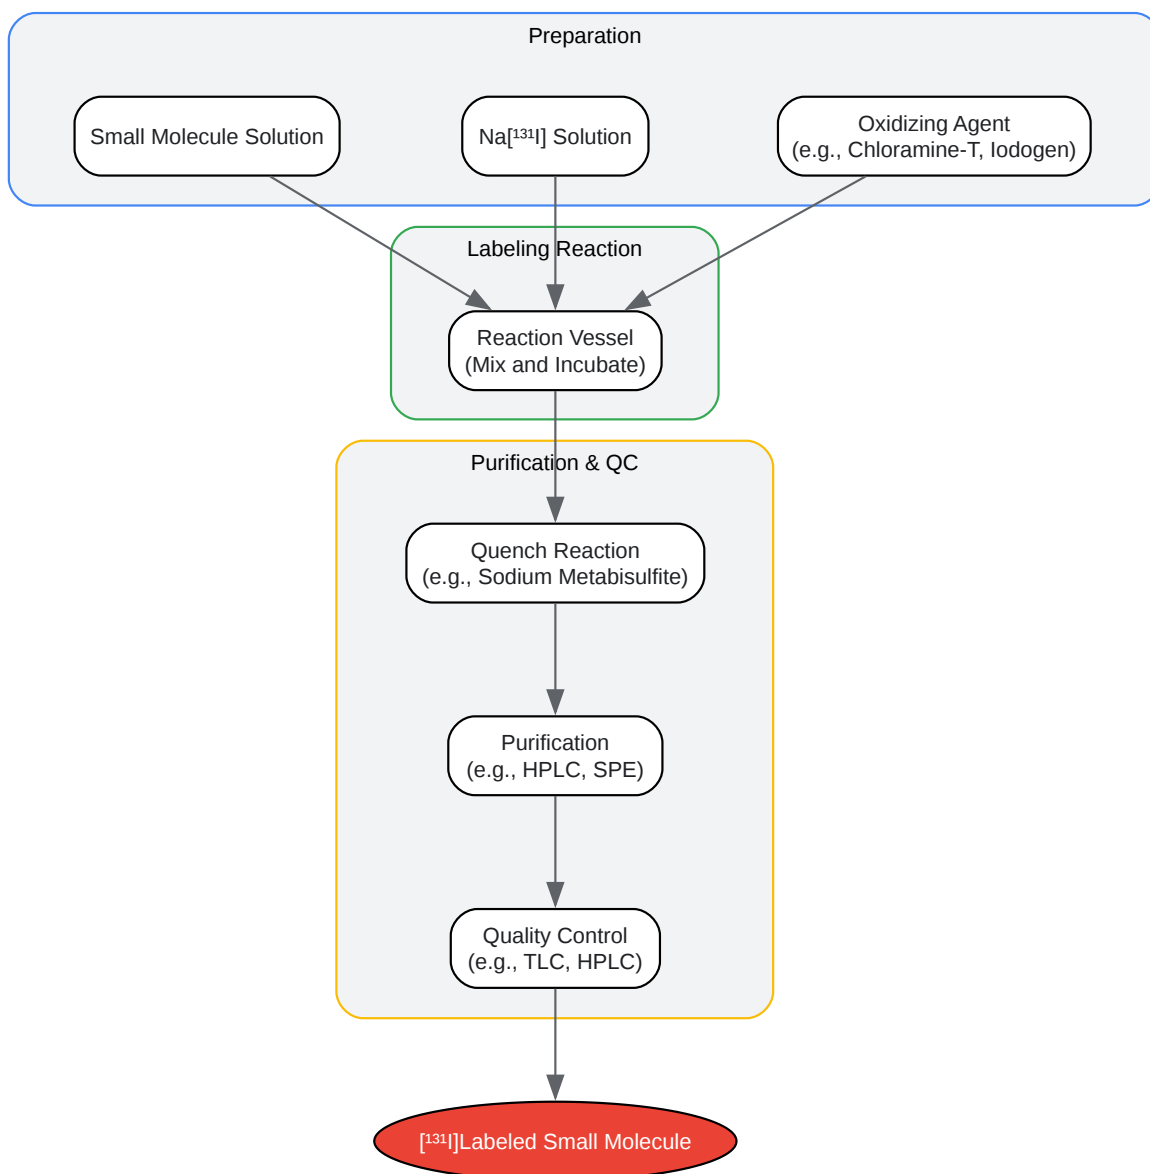 Preparation
Small Molecule Solution
Na[¹³¹I] Solution
Oxidizing Agent
(e.g., Chloramine-T, Iodogen)
Labeling Reaction
Reaction Vessel
(Mix and Incubate)
Purification & QC
Quench Reaction
(e.g., Sodium Metabisulfite)
Purification
(e.g., HPLC, SPE)
Quality Control
(e.g., TLC, HPLC)
[¹³¹I]Labeled Small Molecule